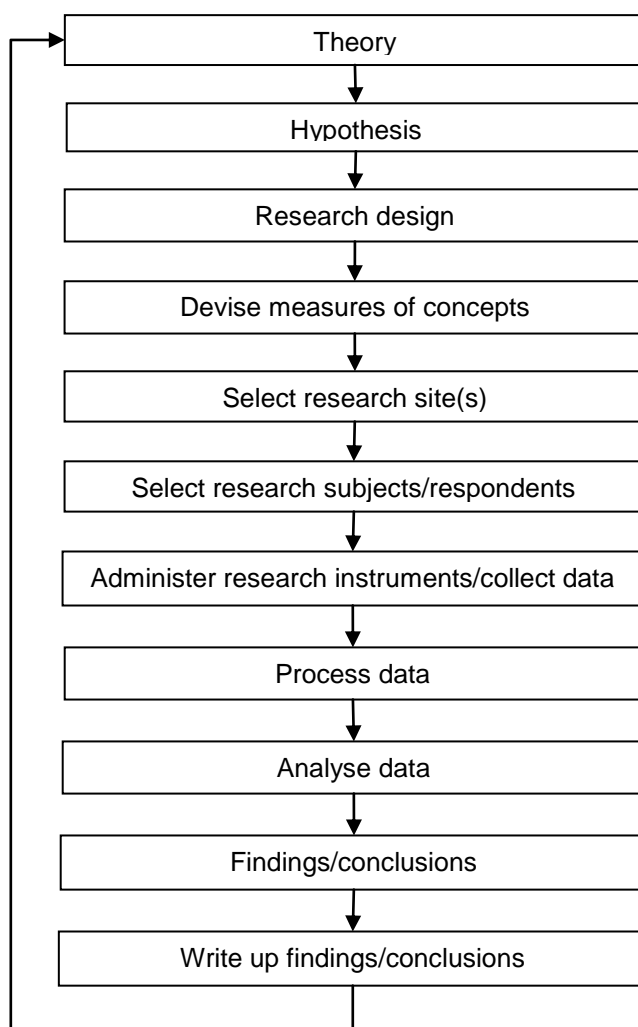 Theory
Hypothesis
Research design
Devise measures of concepts
Select research site(s)
Select research subjects/respondents
Administer research instruments/collect data
Process data
Analyse data
Findings/conclusions
Write up findings/conclusions